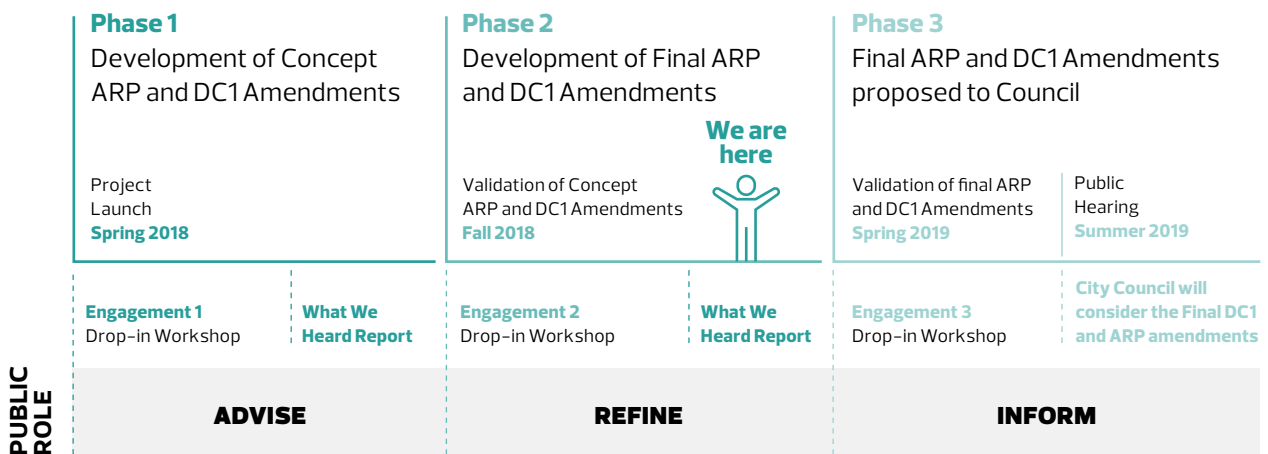 Phase 1
Development of Concept
ARP and DC1 Amendments
Project
Launch
Spring 2018
Engagement 1
Drop-in Workshop
What We
Heard Report
Phase 2
Development of Final ARP
and DC1 Amendments
We are
here
Validation of Concept
ARP and DC1 Amendments
Fall 2018
Engagement 2
Drop-in Workshop
What We
Heard Report
Phase 3
Final ARP and DC1 Amendments
proposed to Council
Validation of final ARP
and DC1 Amendments
Spring 2019
Public
Hearing
Summer 2019
Engagement 3
Drop-in Workshop
City Council will
consider the Final DC1
and ARP amendments
PUBLIC
ROLE
ADVISE
REFINE
INFORM